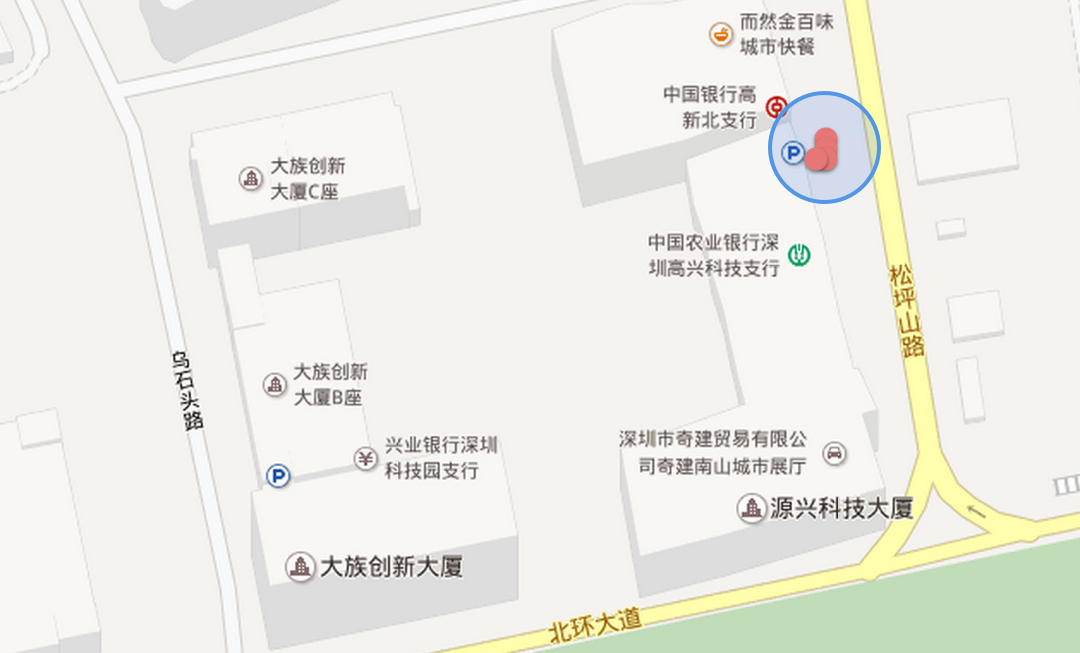 而然金百味
城市快餐
中国银行高
新北支行
P
大族创新
大厦C座
中国农业银行深
圳高兴科技支行
松坪山路
乌石头路
大族创新
大厦B座
兴业银行深圳
科技园支行
P
深圳市奇建贸易有限公
司奇建南山城市展厅
源兴科技大厦
大族创新大厦
北环大道